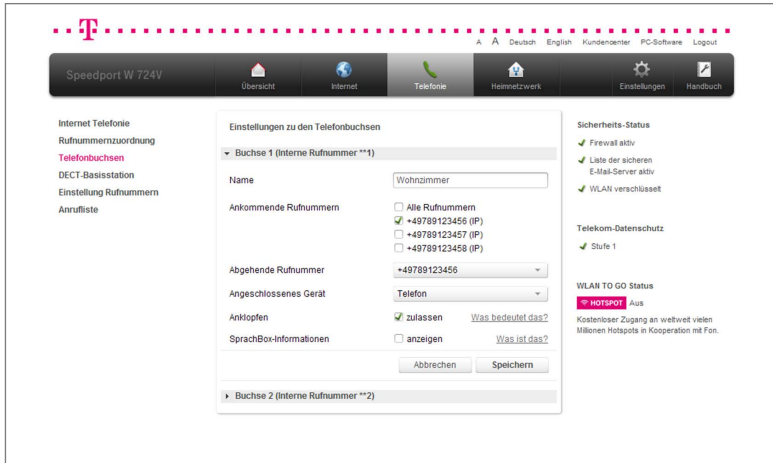 T
A A Deutsch English Kundencenter PC-Software Logout
Speedport W 724V
Übersicht
Internet
Telefonie
Heimnetzwerk
Einstellungen
Handbuch
Internet Telefonie
Rufnummernzuordnung
Telefonbuchsen
DECT-Basisstation
Einstellung Rufnummern
Anrufliste
Einstellungen zu den Telefonbuchsen
Buchse 1 (Interne Rufnummer **1)
Name Wohnzimmer
Ankommende Rufnummern Alle Rufnummern
+49789123456 (IP)
+49789123457 (IP)
+49789123458 (IP)
Abgehende Rufnummer +49789123456
Angeschlossenes Gerät Telefon
Anklopfen zulassen Was bedeutet das?
SprachBox-Informationen anzeigen Was ist das?
Abbrechen Speichern
Buchse 2 (Interne Rufnummer **2)
Sicherheits-Status
Firewall aktiv
Liste der sicheren
E-Mail-Server aktiv
WLAN verschlüsselt
Telekom-Datenschutz
Stufe 1
WLAN TO GO Status
HOTSPOT Aus
Kostenloser Zugang an weltweit vielen
Millionen Hotspots in Kooperation mit Fon.